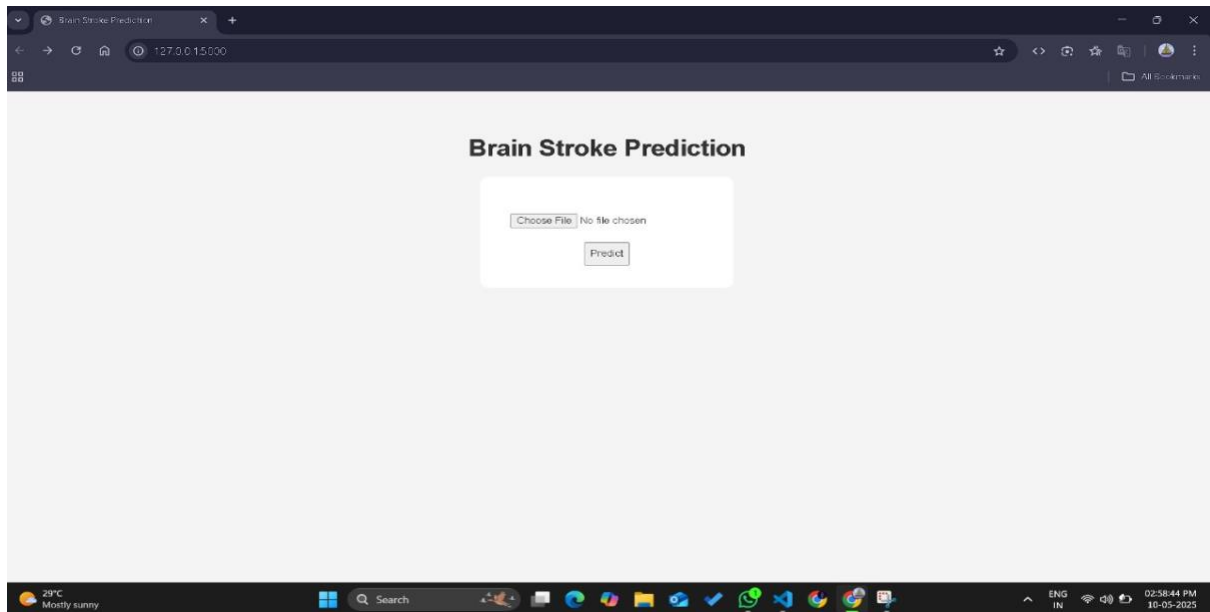 Brain Stroke Prediction
127.0.0.1:5000
All Bookmarks
Brain Stroke Prediction
Choose File No file chosen
Predict
29°C
Mostly sunny
Search
ENG
IN
02:58:44 PM
10-05-2025